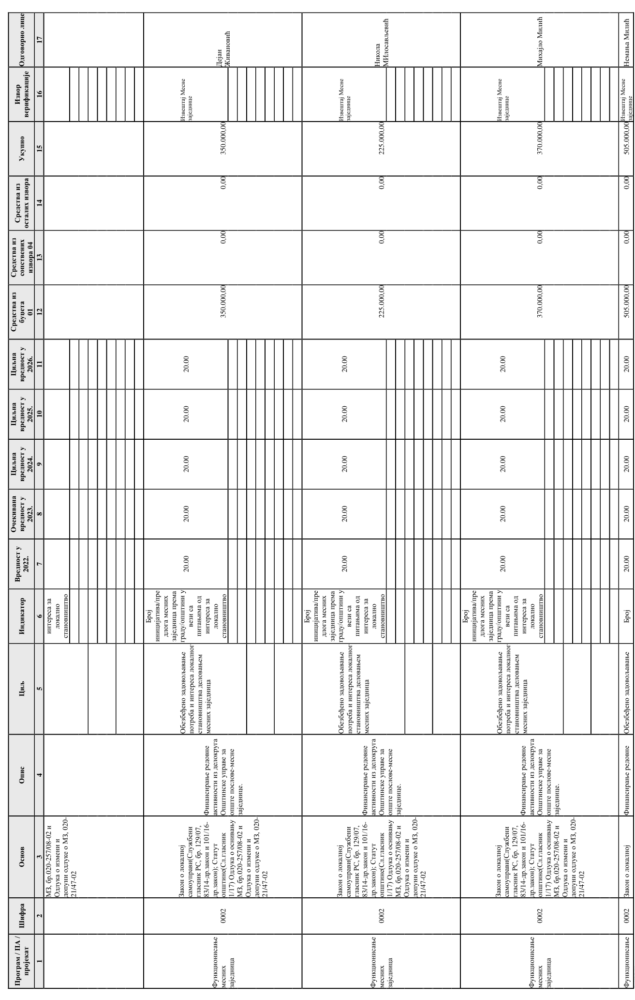 Програм / ПА /
пројекат
Шифра
Основ
Опис
Циљ
Индикатор
Вредност у
2022.
Очекивана
вредност у
2023.
Циљна
вредност у
2024.
Циљна
вредност у
2025.
Циљна
вредност у
2026.
Средства из
буџета
01
Средства из
сопствених
извора 04
Средства из
осталих извора
Укупно
Извор
верификације
Одговорно лице
1
2
3
4
5
6
7
8
9
10
11
12
13
14
15
16
17
МЗ, бр.020-257/08-02 и
Одлука о измени и
допуни одлуке о МЗ, 020-
21/47-02
интереса за
локално
становништво
Функционисање
месних
заједница
0002
Закон о локалној
самоуправи(Службени
гласник РС, бр. 129/07,
83/14-др.закон и 101/16-
др.закон); Статут
општине(Сл.гласник
1/17) Одлука о оснивању
МЗ, бр.020-257/08-02 и
Одлука о измени и
допуни одлуке о МЗ, 020-
21/47-02
Финансирање редовне
активности из делокруга
Општинске управе за
опште послове-месне
заједнице.
Обезбеђено задовољавање
потреба и интереса локалног
становништва деловањем
месних заједница
Број
иницијатива/пре
длога месних
заједница према
граду/општини у
вези са
питањима од
интереса за
локално
становништво
20.00
20.00
20.00
20.00
20.00
350.000,00
0,00
0,00
350.000,00
Извештај Месне
заједнице
Дејан
Живановић
Функционисање
месних
заједница
0002
Закон о локалној
самоуправи(Службени
гласник РС, бр. 129/07,
83/14-др.закон и 101/16-
др.закон); Статут
општине(Сл.гласник
1/17) Одлука о оснивању
МЗ, бр.020-257/08-02 и
Одлука о измени и
допуни одлуке о МЗ, 020-
21/47-02
Финансирање редовне
активности из делокруга
Општинске управе за
опште послове-месне
заједнице.
Обезбеђено задовољавање
потреба и интереса локалног
становништва деловањем
месних заједница
Број
иницијатива/пре
длога месних
заједница према
граду/општини у
вези са
питањима од
интереса за
локално
становништво
20.00
20.00
20.00
20.00
20.00
225.000,00
0,00
0,00
225.000,00
Извештај Месне
заједнице
Никола
МИлосављевић
Функционисање
месних
заједница
0002
Закон о локалној
самоуправи(Службени
гласник РС, бр. 129/07,
83/14-др.закон и 101/16-
др.закон); Статут
општине(Сл.гласник
1/17) Одлука о оснивању
МЗ, бр.020-257/08-02 и
Одлука о измени и
допуни одлуке о МЗ, 020-
21/47-02
Финансирање редовне
активности из делокруга
Општинске управе за
опште послове-месне
заједнице.
Обезбеђено задовољавање
потреба и интереса локалног
становништва деловањем
месних заједница
Број
иницијатива/пре
длога месних
заједница према
граду/општини у
вези са
питањима од
интереса за
локално
становништво
20.00
20.00
20.00
20.00
20.00
370.000,00
0,00
0,00
370.000,00
Извештај Месне
заједнице
Михајло Милић
Функционисање
0002
Закон о локалној
Финансирање редовне
Обезбеђено задовољавање
Број
20.00
20.00
20.00
20.00
20.00
505.000,00
0,00
0,00
505.000,00
Извештај Месне
заједнице
Немања Милић